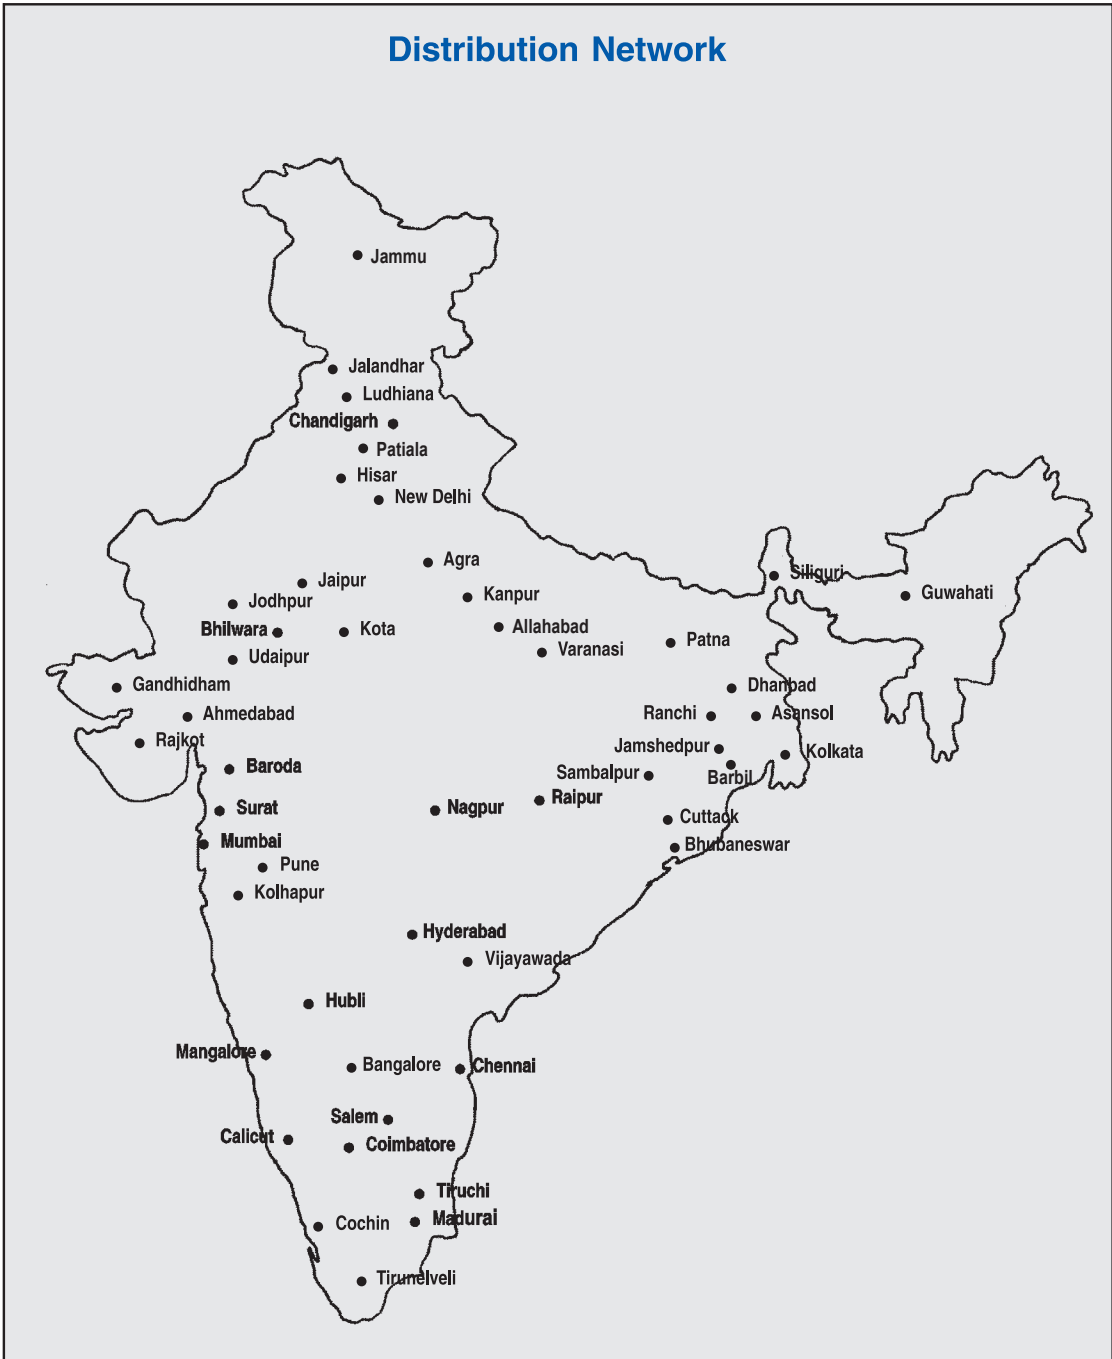 Distribution Network
Jammu
Jalandhar
Ludhiana
Chandigarh
Patiala
Hisar
New Delhi
Agra
Siliguri
Jaipur
Guwahati
Kanpur
Jodhpur
Allahabad
Bhilwara
Kota
Patna
Varanasi
Udaipur
Gandhidham
Dhanbad
Ahmedabad
Ranchi
Asansol
Rajkot
Jamshedpur
Kolkata
Baroda
Sambalpur
Barbil
Raipur
Surat
Nagpur
Cuttack
Mumbai
Bhubaneswar
Pune
Kolhapur
Hyderabad
Vijayawada
Hubli
Mangalore
Bangalore
Chennai
Salem
Calicut
Coimbatore
Tiruchi
Madurai
Cochin
Tirunelveli